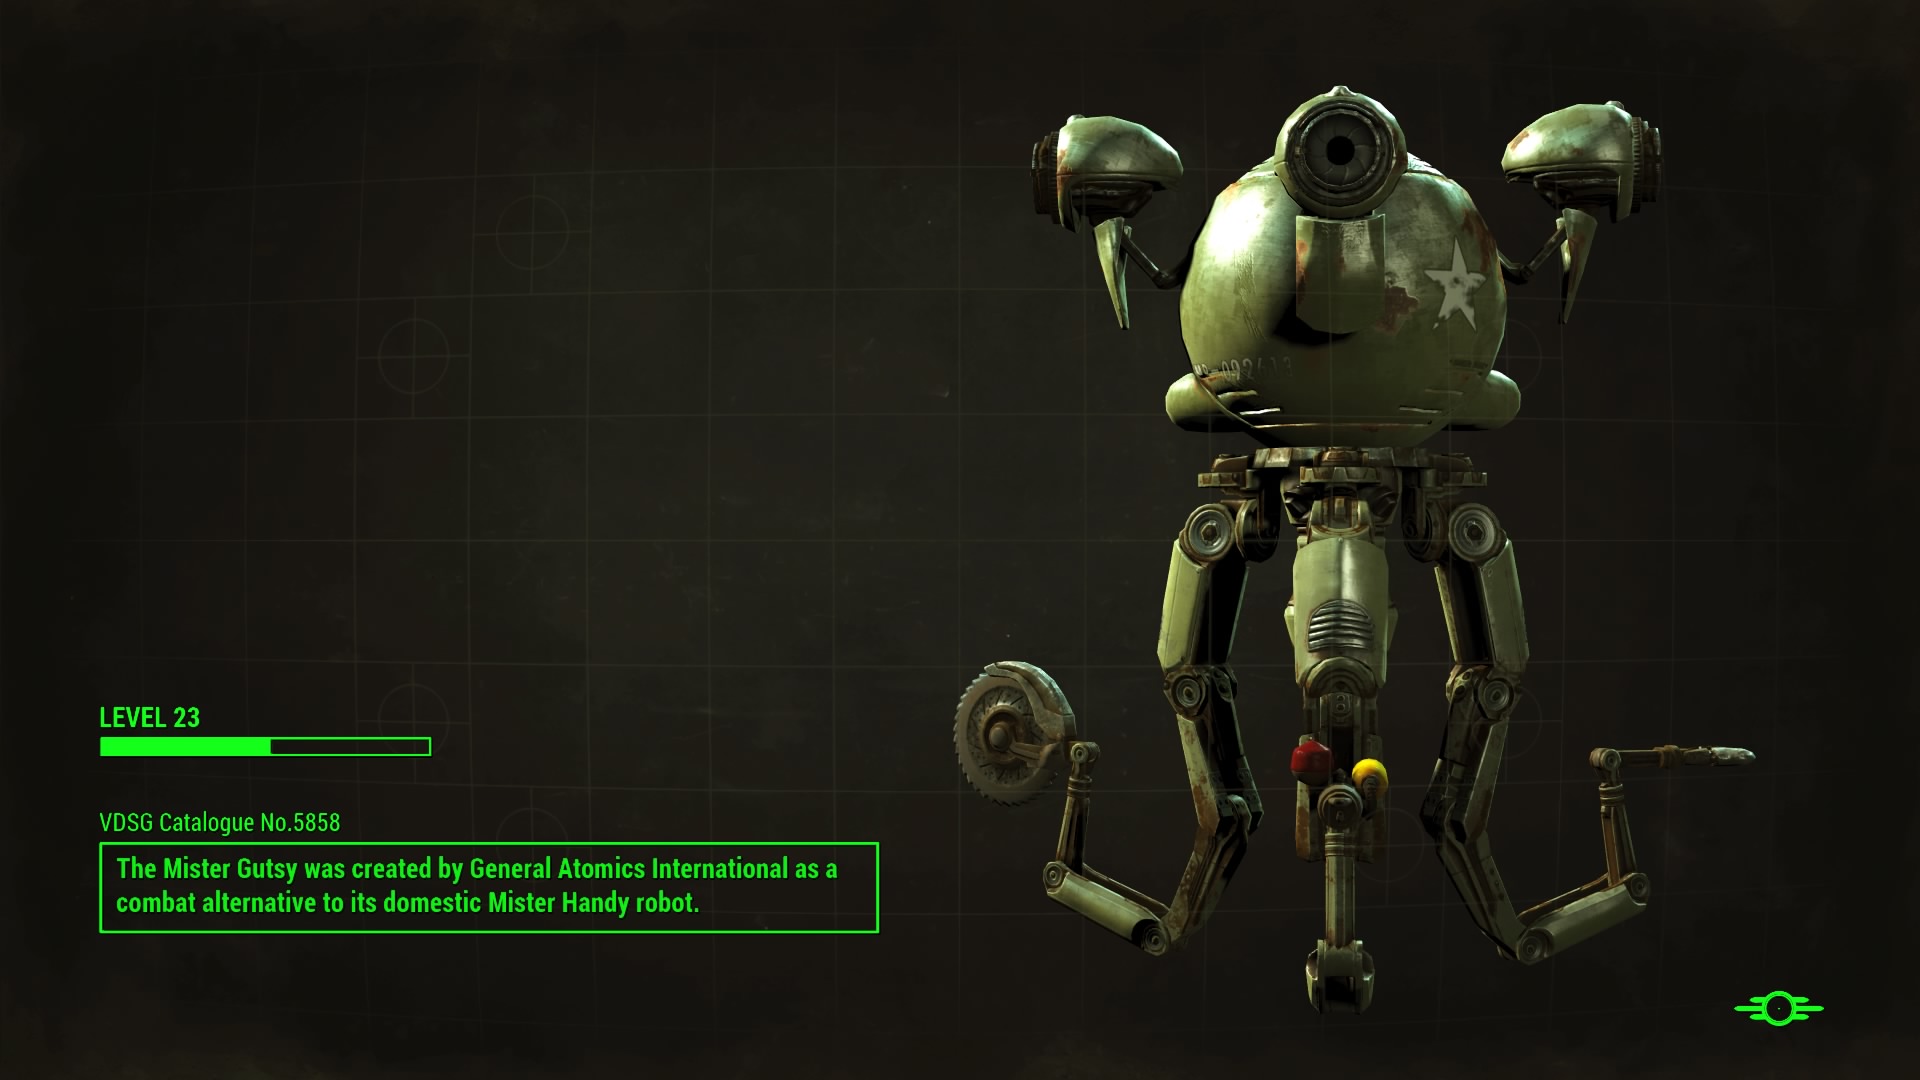 LEVEL 23
VDSG Catalogue No.5858
The Mister Gutsy was created by General Atomics International as a
combat alternative to its domestic Mister Handy robot.